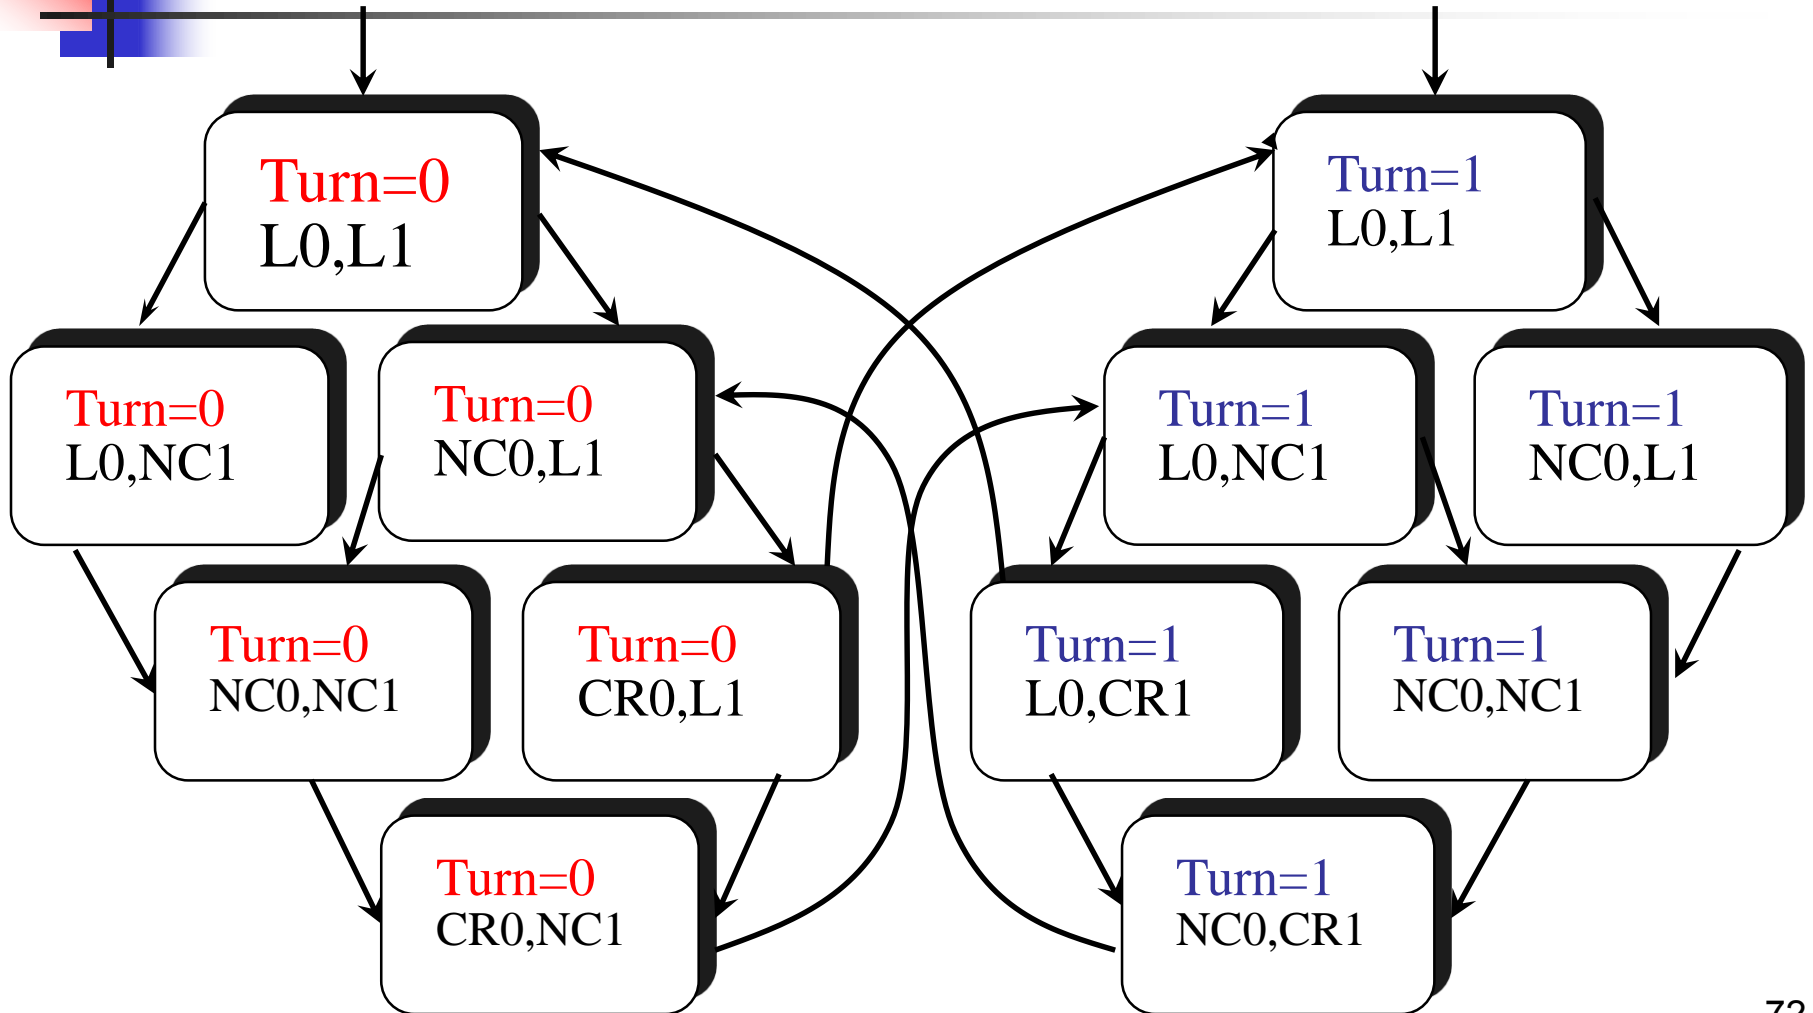 Turn=0
L0,L1
Turn=1
L0,L1
Turn=0
L0,NC1
Turn=0
NC0,L1
Turn=1
L0,NC1
Turn=1
NC0,L1
Turn=0
NC0,NC1
Turn=0
CR0,L1
Turn=1
L0,CR1
Turn=1
NC0,NC1
Turn=0
CR0,NC1
Turn=1
NC0,CR1
72